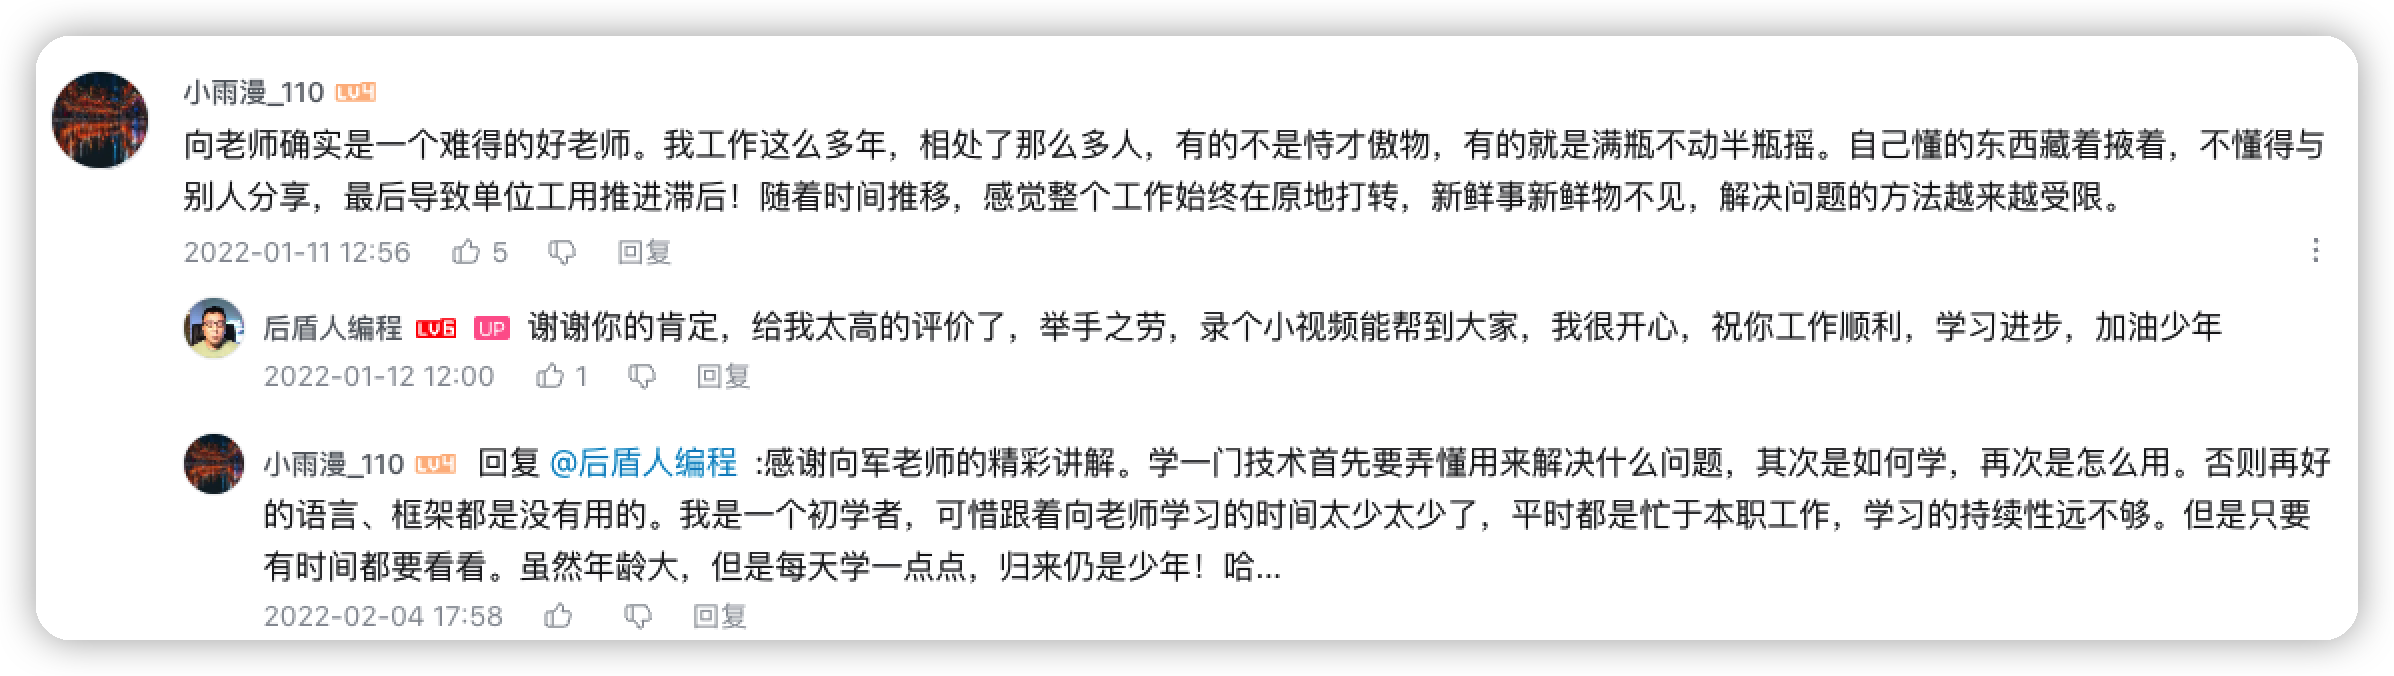 小雨漫_110 LV4
向老师确实是一个难得的好老师。我工作这么多年，相处了那么多人，有的不是恃才傲物，有的就是满瓶不动半瓶摇。自己懂的东西藏着掖着，不懂得与
别人分享，最后导致单位工用推进滞后！随着时间推移，感觉整个工作始终在原地打转，新鲜事新鲜物不见，解决问题的方法越来越受限。
2022-01-11 12:56 5 回复
后盾人编程 LV6 UP 谢谢你的肯定，给我太高的评价了，举手之劳，录个小视频能帮到大家，我很开心，祝你工作顺利，学习进步，加油少年
2022-01-12 12:00 1 回复
小雨漫_110 LV4 回复 @后盾人编程 :感谢向军老师的精彩讲解。学一门技术首先要弄懂用来解决什么问题，其次是如何学，再次是怎么用。否则再好
的语言、框架都是没有用的。我是一个初学者，可惜跟着向老师学习的时间太少太少了，平时都是忙于本职工作，学习的持续性远不够。但是只要
有时间都要看看。虽然年龄大，但是每天学一点点，归来仍是少年！哈...
2022-02-04 17:58 回复